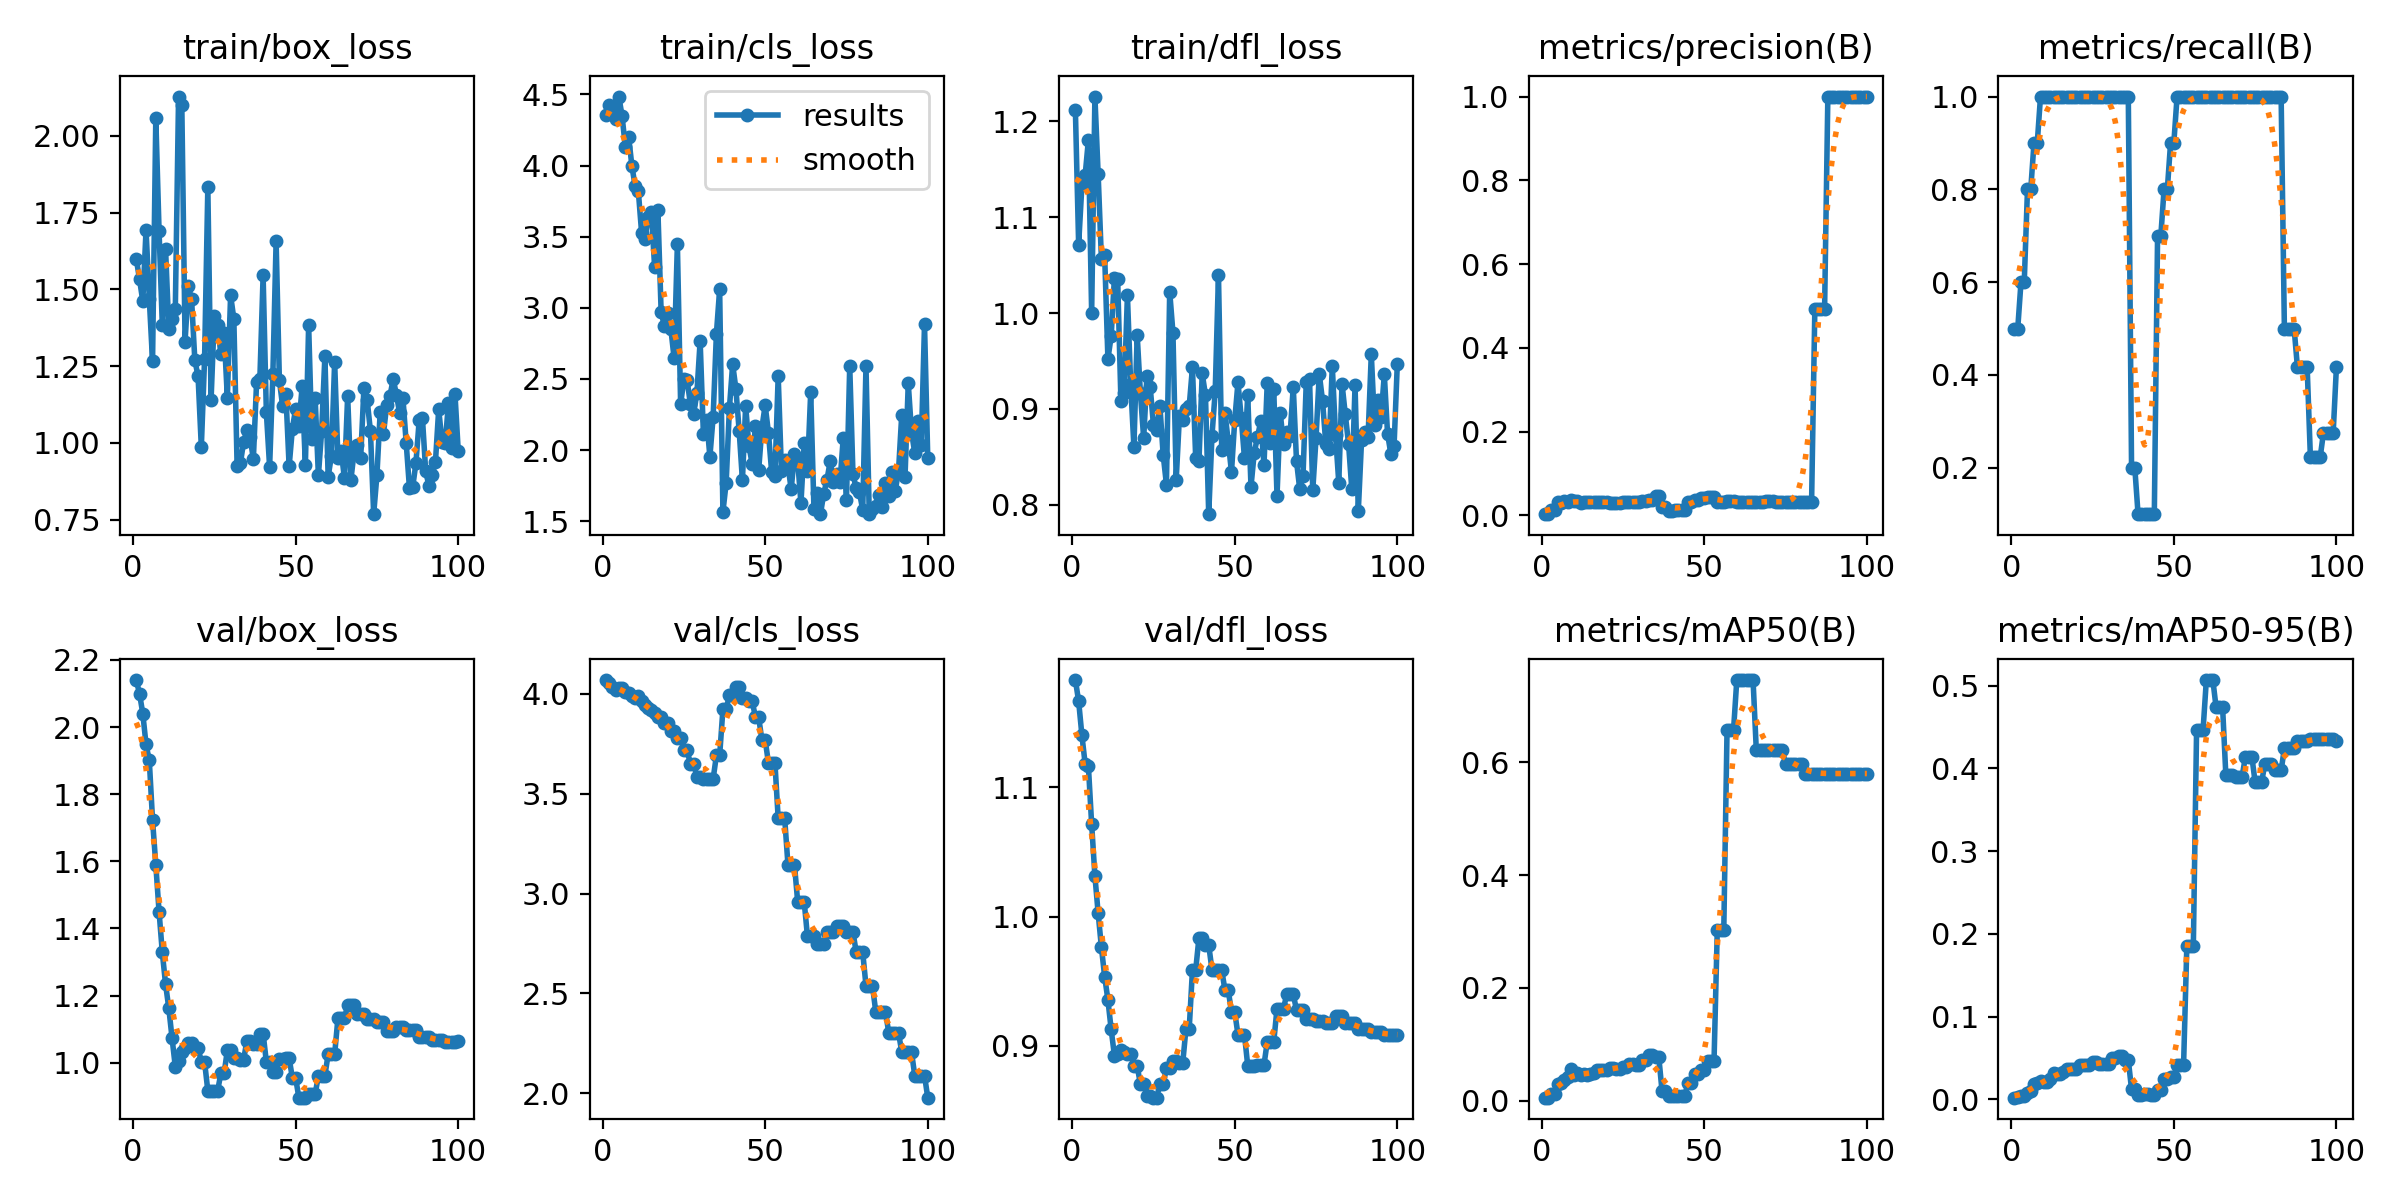 train/box_loss
2.00
1.75
1.50
1.25
1.00
0.75
0 50 100
train/cls_loss
results
smooth
4.5
4.0
3.5
3.0
2.5
2.0
1.5
0 50 100
train/dfl_loss
1.2
1.1
1.0
0.9
0.8
0 50 100
metrics/precision(B)
1.0
0.8
0.6
0.4
0.2
0.0
0 50 100
metrics/recall(B)
1.0
0.8
0.6
0.4
0.2
0 50 100
val/box_loss
2.2
2.0
1.8
1.6
1.4
1.2
1.0
0 50 100
val/cls_loss
4.0
3.5
3.0
2.5
2.0
0 50 100
val/dfl_loss
1.1
1.0
0.9
0 50 100
metrics/mAP50(B)
0.6
0.4
0.2
0.0
0 50 100
metrics/mAP50-95(B)
0.5
0.4
0.3
0.2
0.1
0.0
0 50 100